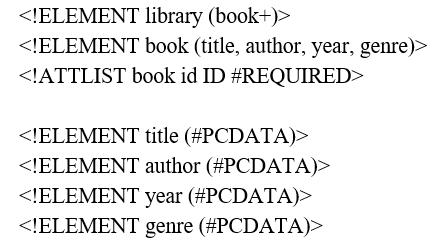 <!ELEMENT library (book+)>
<!ELEMENT book (title, author, year, genre)>
<!ATTLIST book id ID #REQUIRED>
<!ELEMENT title (#PCDATA)>
<!ELEMENT author (#PCDATA)>
<!ELEMENT year (#PCDATA)>
<!ELEMENT genre (#PCDATA)>